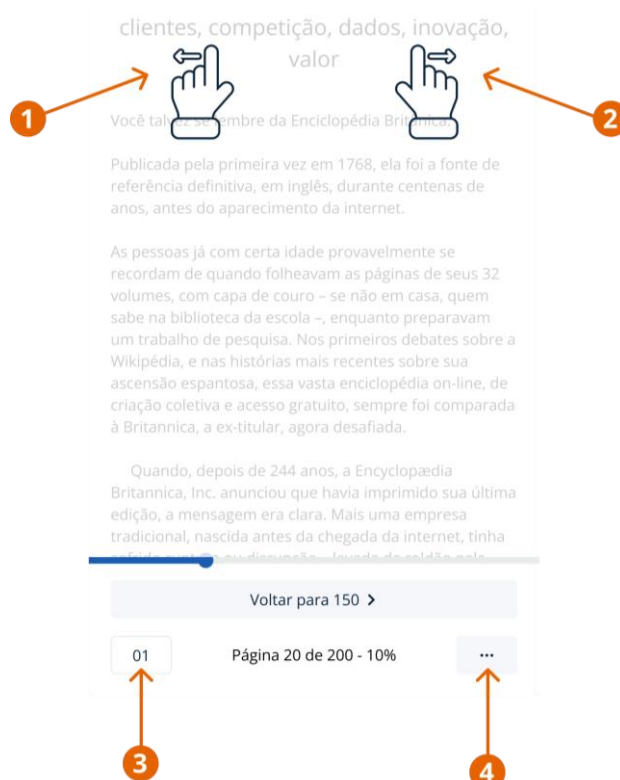 clientes, competição, dados, inovação,
valor
1
2
Você talvez se lembre da Enciclopédia Britânica.
Publicada pela primeira vez em 1768, ela foi a fonte de
referência definitiva, em inglês, durante centenas de
anos, antes do aparecimento da internet.
As pessoas já com certa idade provavelmente se
recordam de quando folheavam as páginas de seus 32
volumes, com capa de couro – se não em casa, quem
sabe na biblioteca da escola –, enquanto preparavam
um trabalho de pesquisa. Nos primeiros debates sobre a
Wikipédia, e nas histórias mais recentes sobre sua
ascensão espantosa, essa vasta enciclopédia on-line, de
criação coletiva e acesso gratuito, sempre foi comparada
à Britannica, a ex-titular, agora desafiada.
Quando, depois de 244 anos, a Encyclopædia
Britannica, Inc. anunciou que havia imprimido sua última
edição, a mensagem era clara. Mais uma empresa
tradicional, nascida antes da chegada da internet, tinha
Voltar para 150 >
01 Página 20 de 200 - 10% ...
3
4